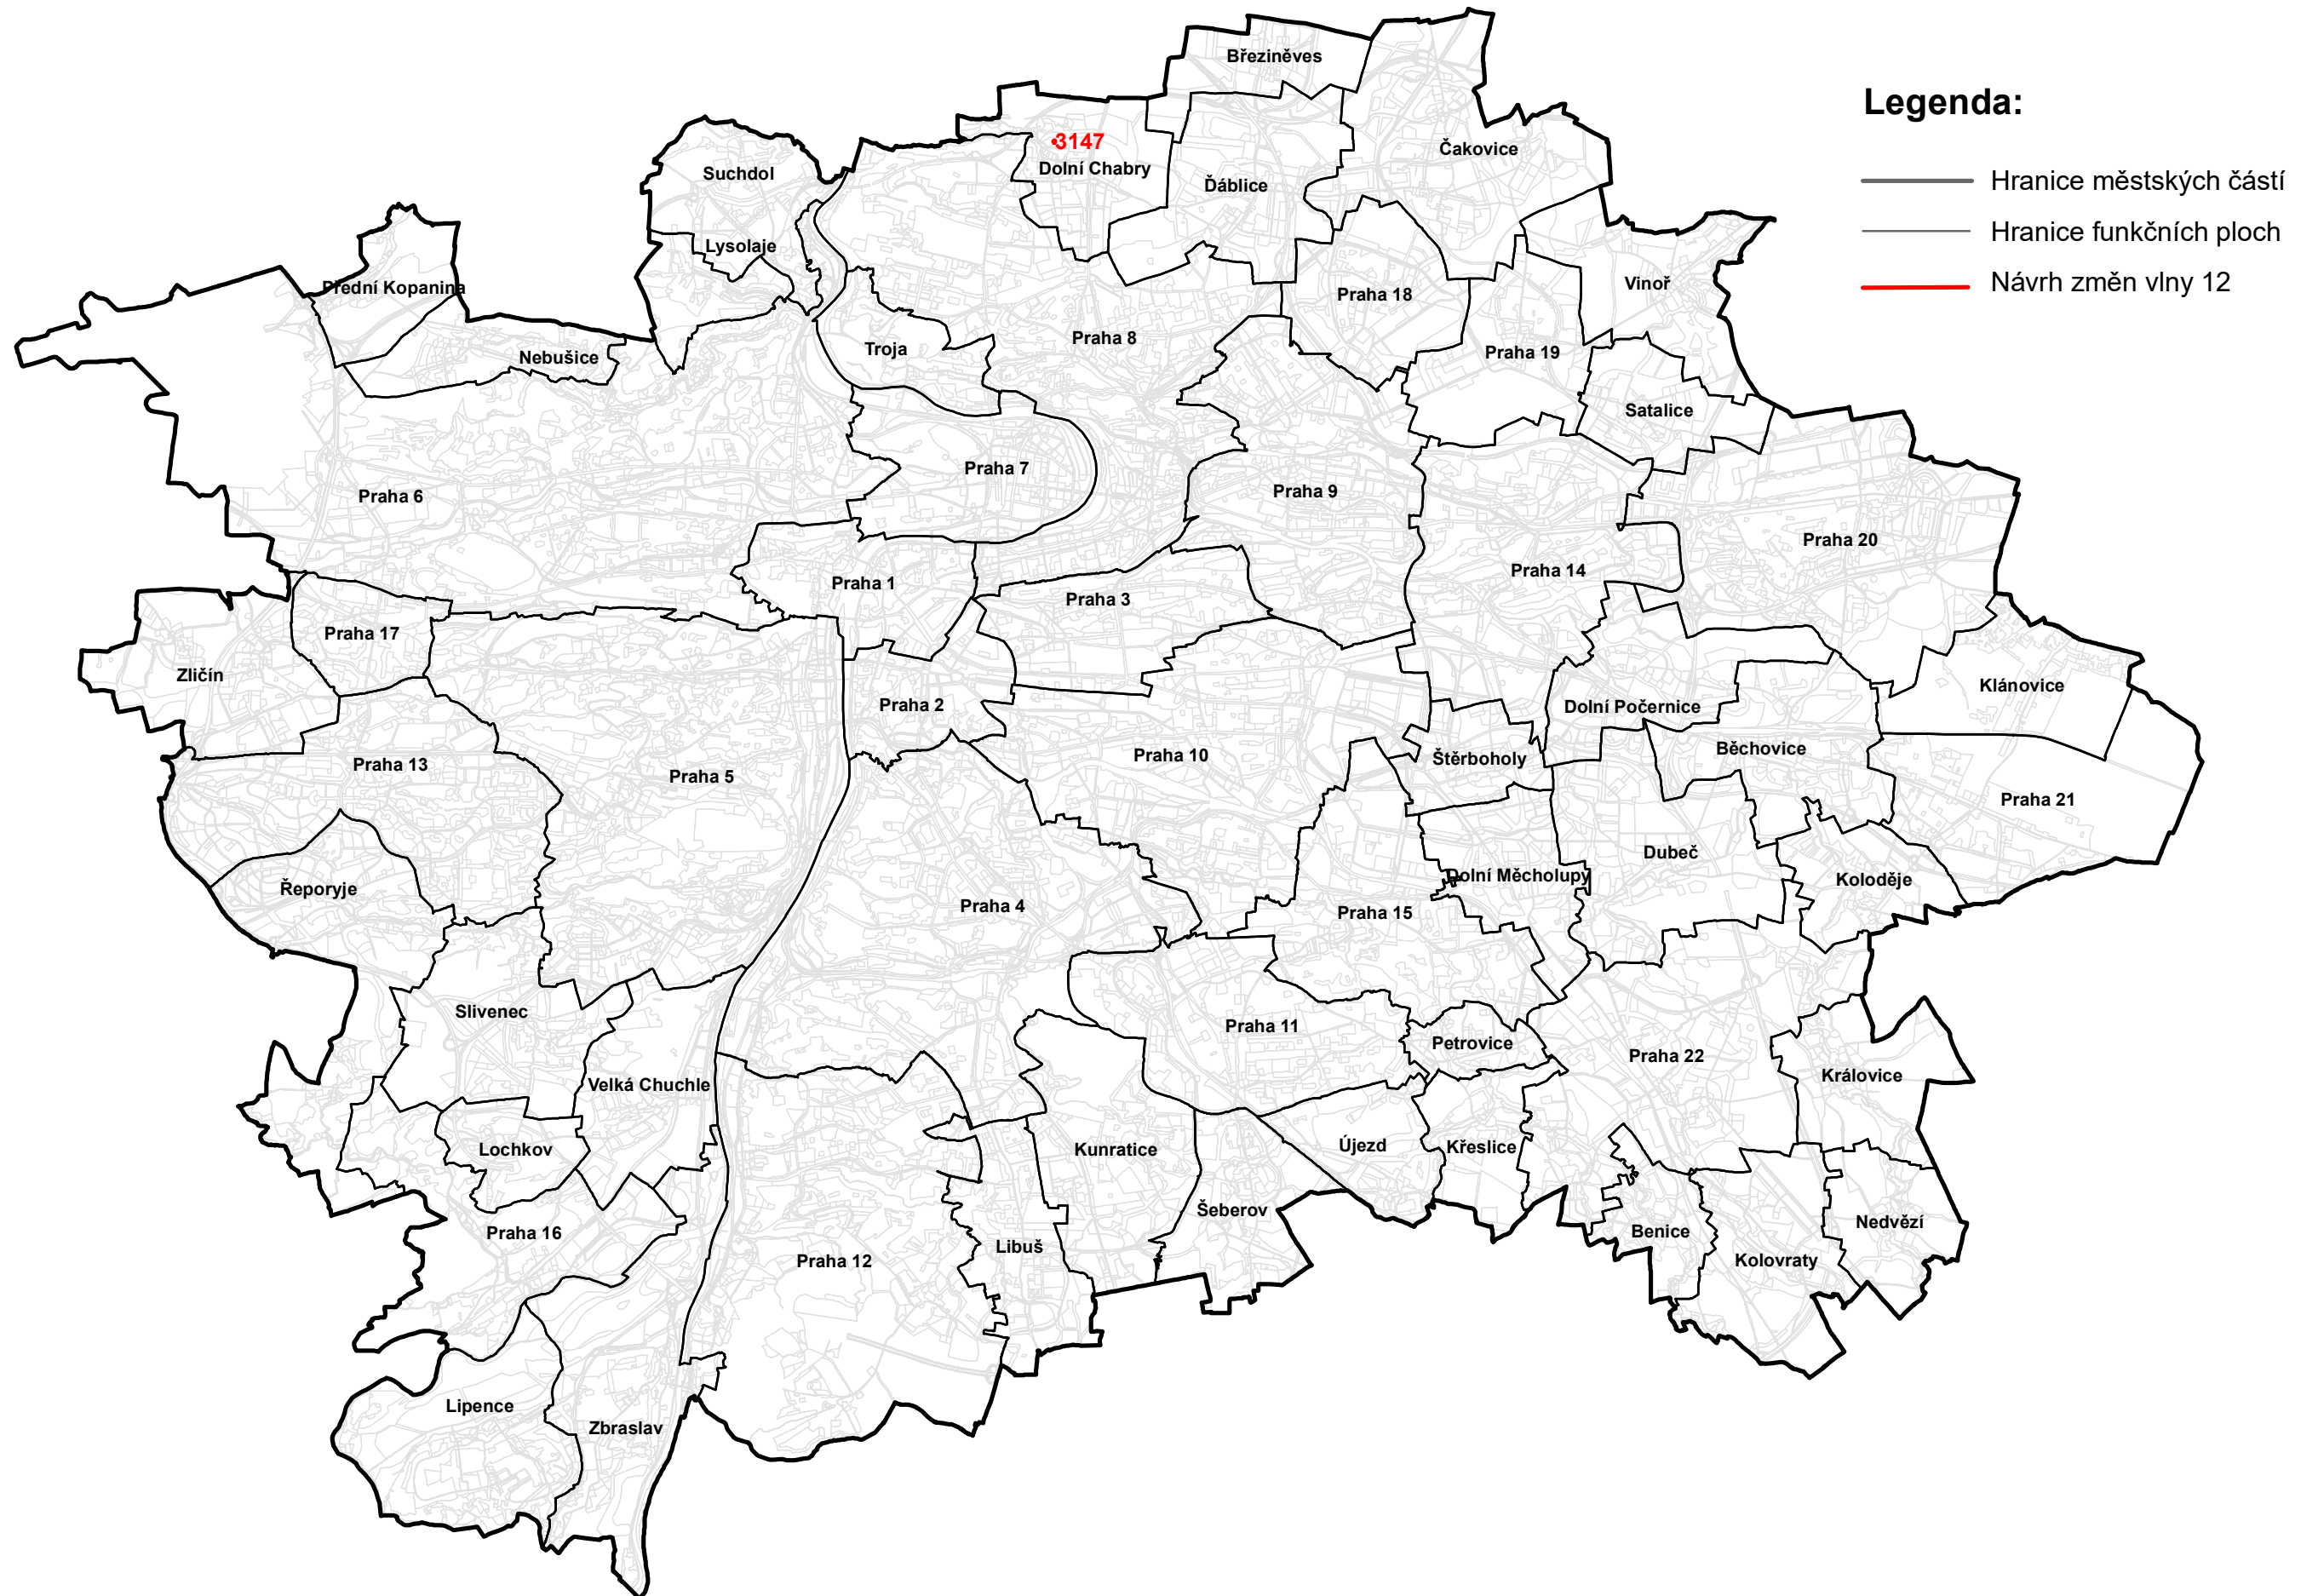 Březiněves
Legenda:
3147
Čakovice
Dolní Chabry
Suchdol
Hranice městských částí
Ďáblice
Hranice funkčních ploch
Lysolaje
Vinoř
Návrh změn vlny 12
Přední Kopanina
Praha 18
Praha 8
Troja
Praha 19
Nebušice
Satalice
Praha 7
Praha 9
Praha 6
Praha 20
Praha 14
Praha 1
Praha 3
Praha 17
Zličín
Klánovice
Praha 2
Dolní Počernice
Běchovice
Praha 10
Štěrboholy
Praha 13
Praha 5
Praha 21
Dubeč
Dolní Měcholupy
Koloděje
Řeporyje
Praha 4
Praha 15
Slivenec
Praha 11
Petrovice
Praha 22
Královice
Velká Chuchle
Lochkov
Kunratice
Újezd
Křeslice
Šeberov
Nedvězí
Praha 16
Benice
Libuš
Praha 12
Kolovraty
Lipence
Zbraslav